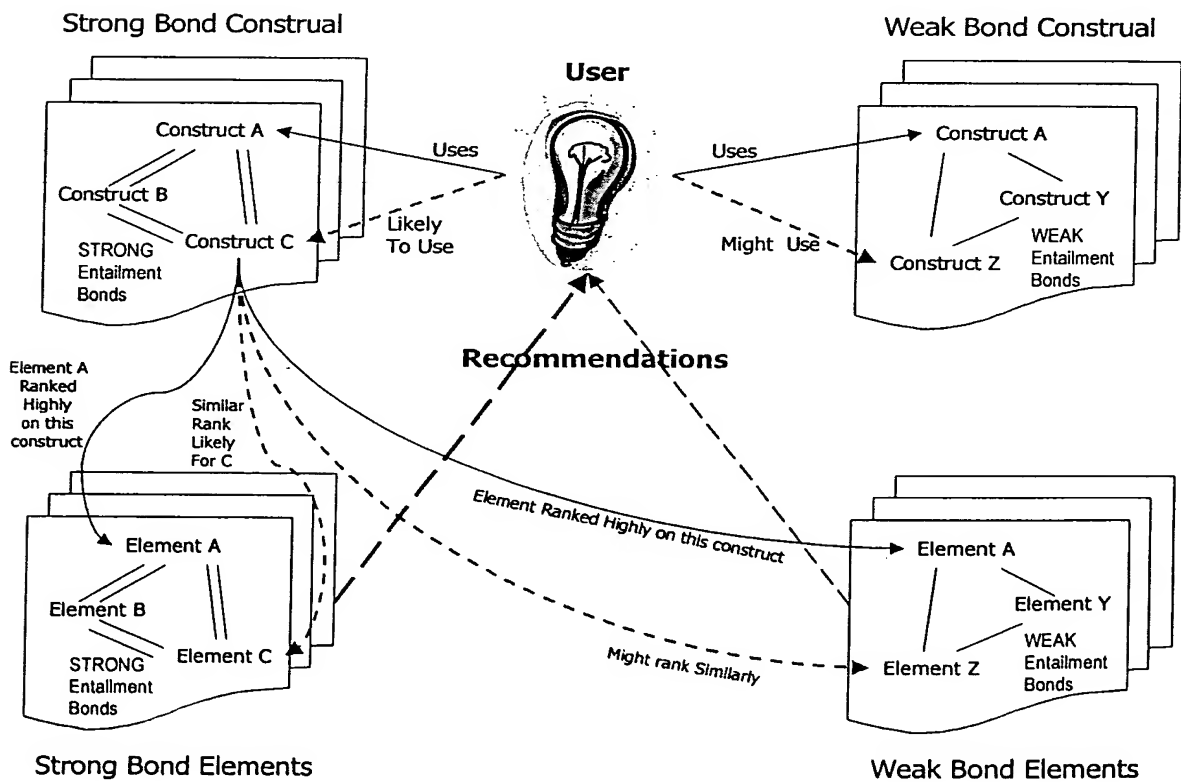 Strong Bond Construal
Weak Bond Construal
User
Construct A
Construct B
Construct C
STRONG
Entailment
Bonds
Uses
Likely
To Use
Uses
Might Use
Construct A
Construct Y
Construct Z
WEAK
Entailment
Bonds
Recommendations
Element A
Ranked
Highly
on this
construct
Similar
Rank
Likely
For C
Element Ranked Highly on this construct
Might rank Similarly
Element A
Element B
Element C
STRONG
Entailment
Bonds
Element A
Element Y
Element Z
WEAK
Entailment
Bonds
Strong Bond Elements
Weak Bond Elements